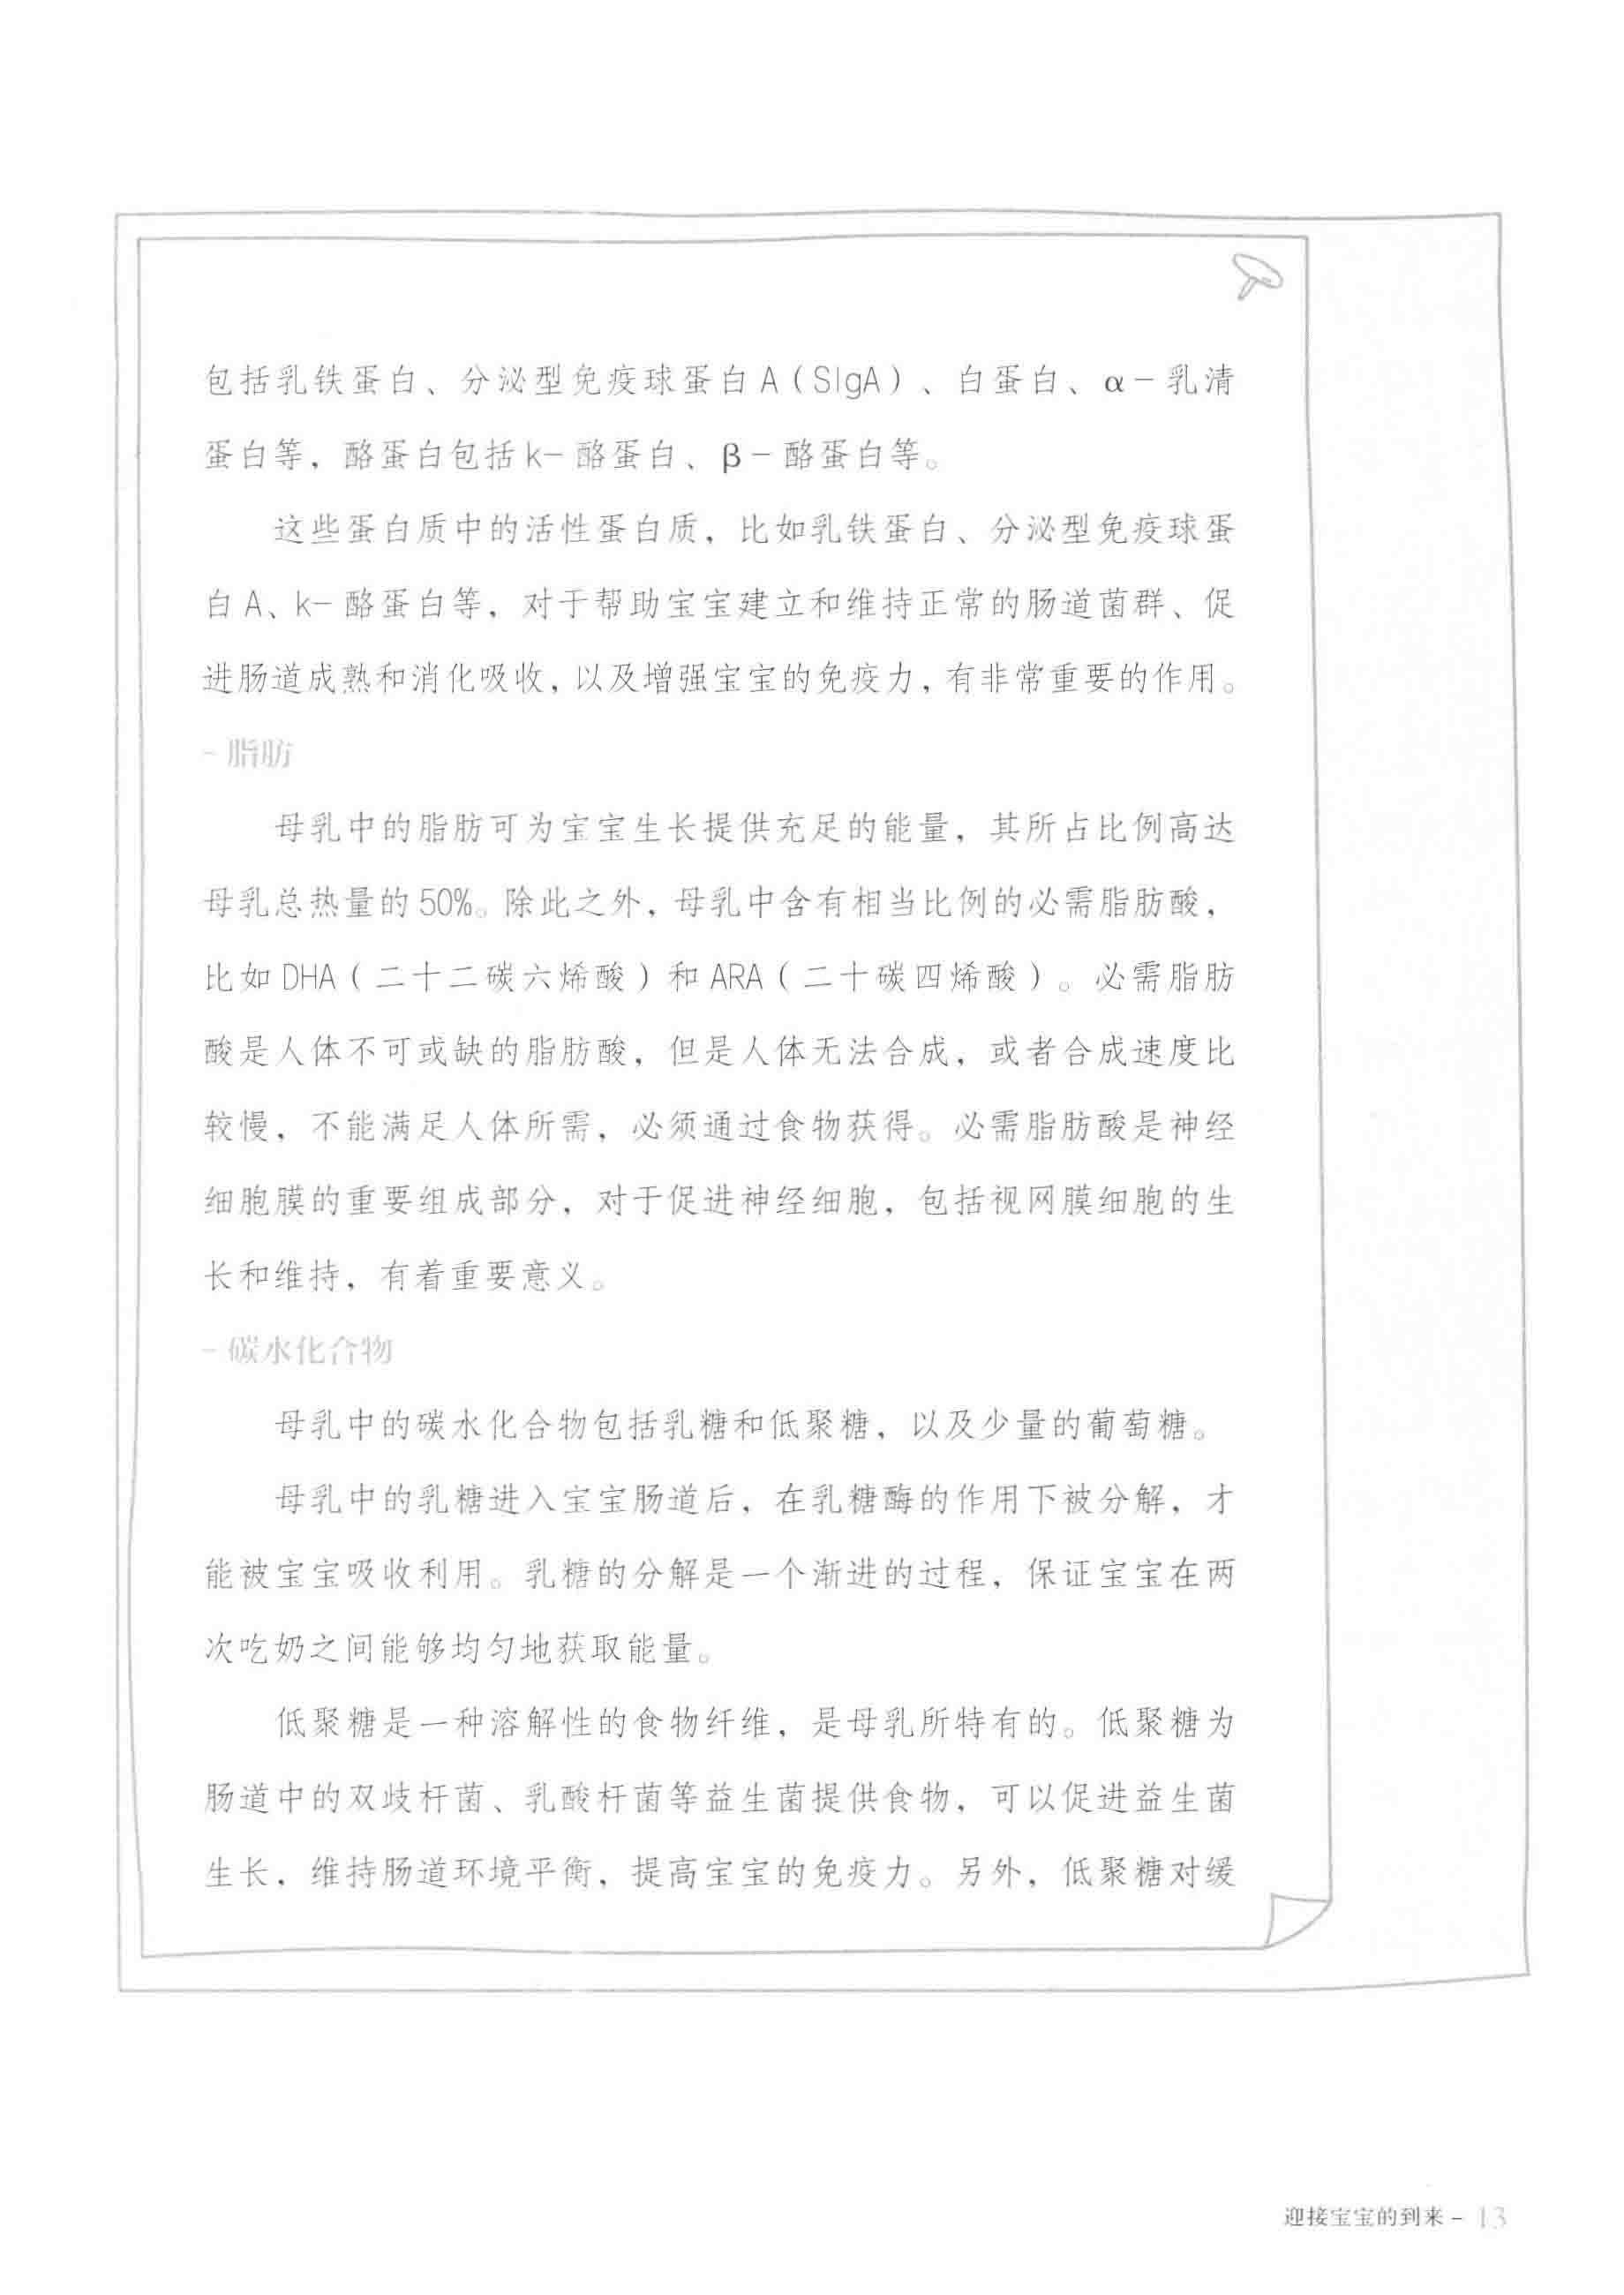 包括乳铁蛋白、分泌型免疫球蛋白A（SIgA）、白蛋白、α－乳清
蛋白等，酪蛋白包括k－酪蛋白、β－酪蛋白等。
这些蛋白质中的活性蛋白质，比如乳铁蛋白、分泌型免疫球蛋
白A、k－酪蛋白等，对于帮助宝宝建立和维持正常的肠道菌群、促
进肠道成熟和消化吸收，以及增强宝宝的免疫力，有非常重要的作用。
－脂肪
母乳中的脂肪可为宝宝生长提供充足的能量，其所占比例高达
母乳总热量的50%。除此之外，母乳中含有相当比例的必需脂肪酸，
比如DHA（二十二碳六烯酸）和ARA（二十碳四烯酸）。必需脂肪
酸是人体不可或缺的脂肪酸，但是人体无法合成，或者合成速度比
较慢，不能满足人体所需，必须通过食物获得。必需脂肪酸是神经
细胞膜的重要组成部分，对于促进神经细胞，包括视网膜细胞的生
长和维持，有着重要意义。
－碳水化合物
母乳中的碳水化合物包括乳糖和低聚糖，以及少量的葡萄糖。
母乳中的乳糖进入宝宝肠道后，在乳糖酶的作用下被分解，才
能被宝宝吸收利用。乳糖的分解是一个渐进的过程，保证宝宝在两
次吃奶之间能够均匀地获取能量。
低聚糖是一种溶解性的食物纤维，是母乳所特有的。低聚糖为
肠道中的双歧杆菌、乳酸杆菌等益生菌提供食物，可以促进益生菌
生长，维持肠道环境平衡，提高宝宝的免疫力。另外，低聚糖对缓
迎接宝宝的到来－13